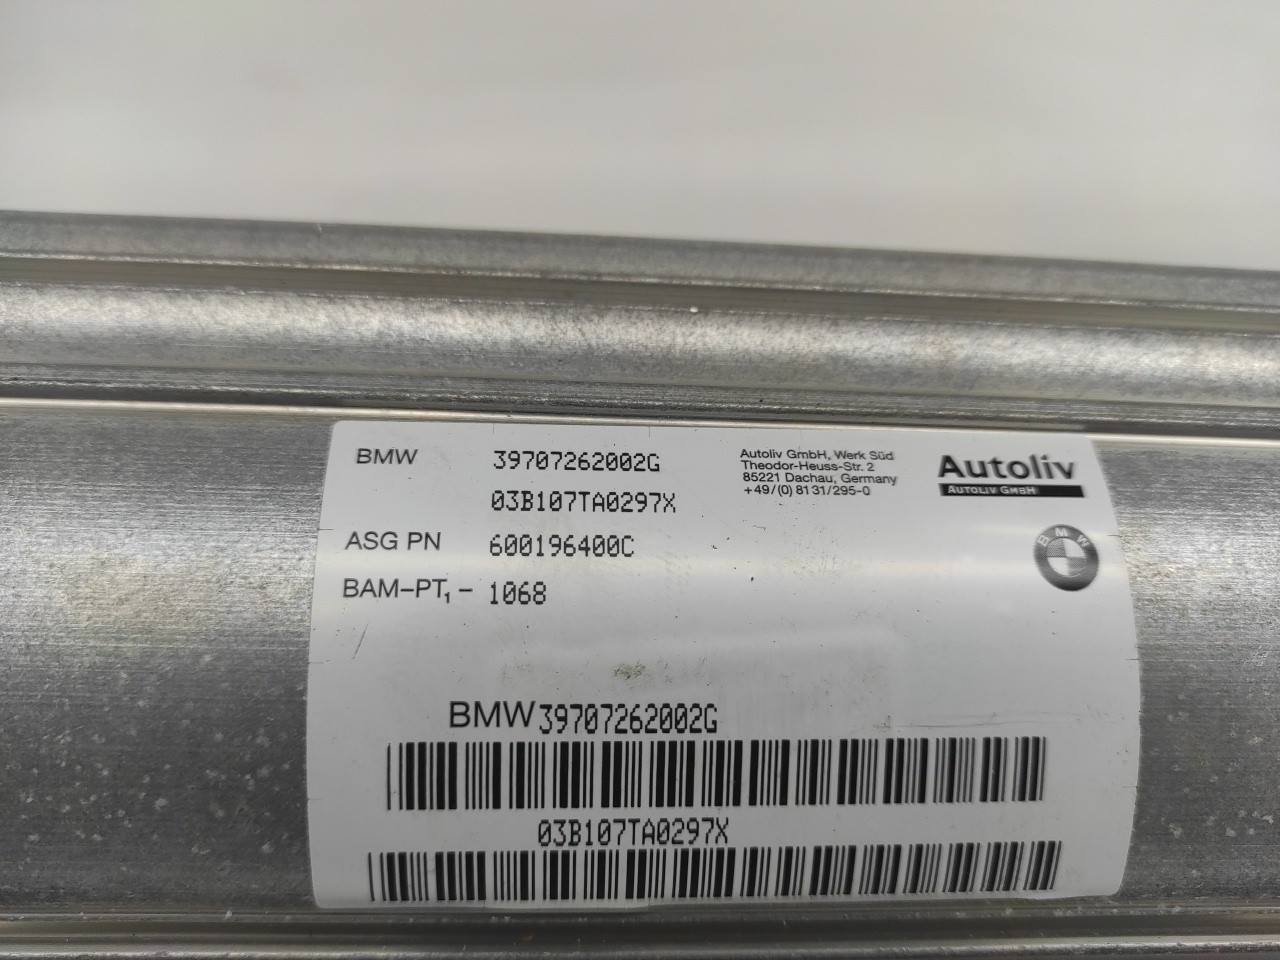 BMW 39707262002G
03B107TA0297X
ASG PN 600196400C
BAM-PT₁- 1068
Autoliv GmbH, Werk Süd
Theodor-Heuss-Str. 2
85221 Dachau, Germany
+49/(0)8131/295-0
Autoliv
AUTOLIV GMBH
BMW
BMW39707262002G
03B107TA0297X